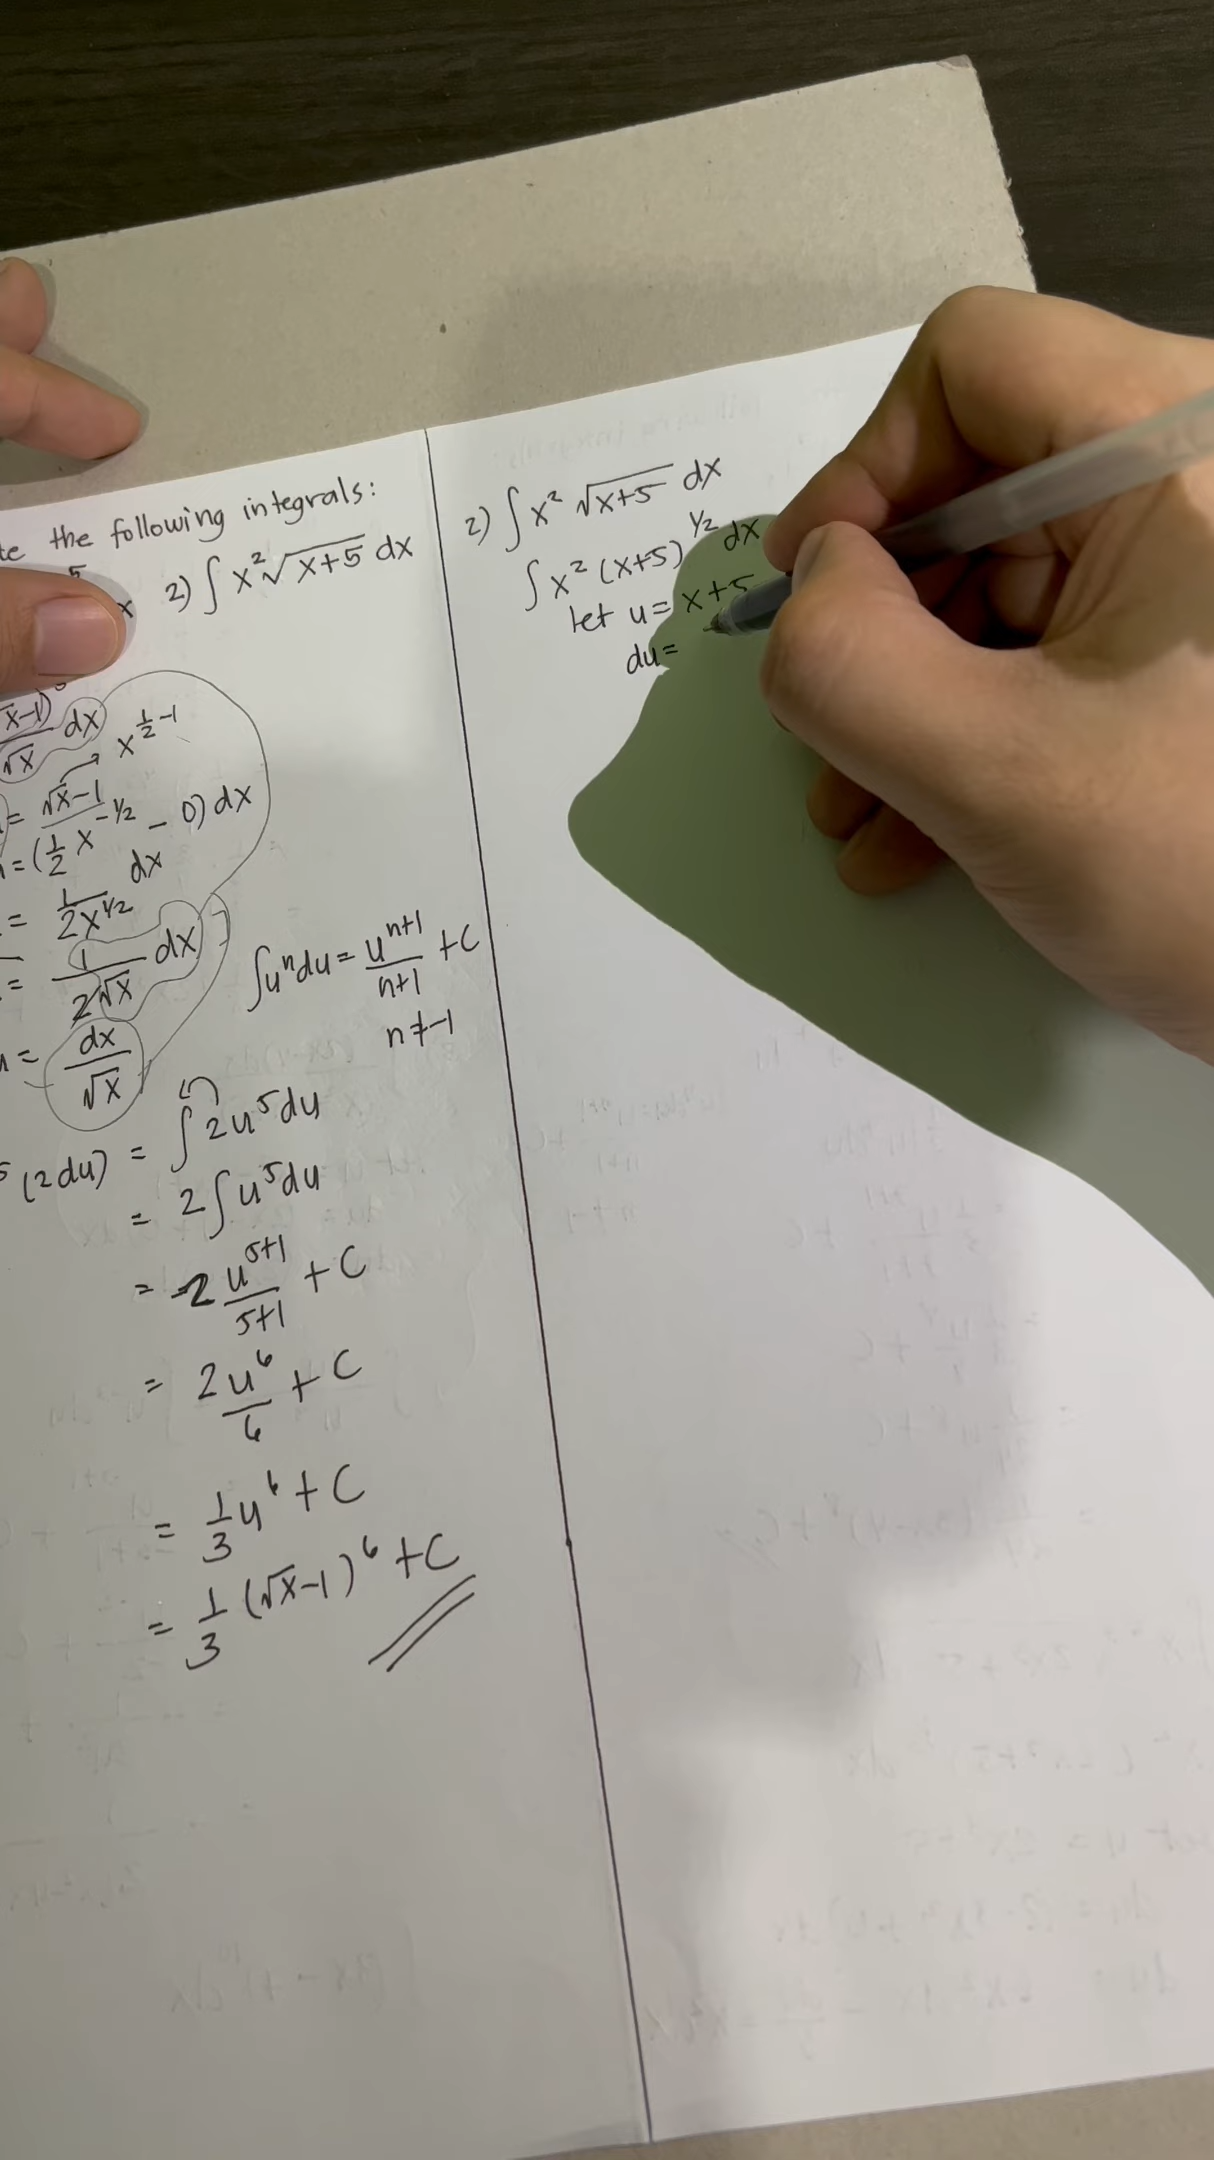 the following integrals:
2) ∫ x²√(x+5) dx
x^(1/2 - 1)
= √x-1
= (1/2 x^(-1/2) - 0) dx
= 1/(2x^(1/2)) dx
= 1/(2√x) dx
= dx/√x
∫uⁿdu = u^(n+1)/(n+1) + C
n≠-1
(2du) = ∫ 2u⁵du
= 2∫u⁵du
= 2 u^(5+1)/(5+1) + C
= 2u⁶/6 + C
= 1/3 u⁶ + C
= 1/3 (√x-1)⁶ + C
2) ∫ x² √(x+5) dx
∫ x² (x+5)^(1/2) dx
let u = x+5
du =